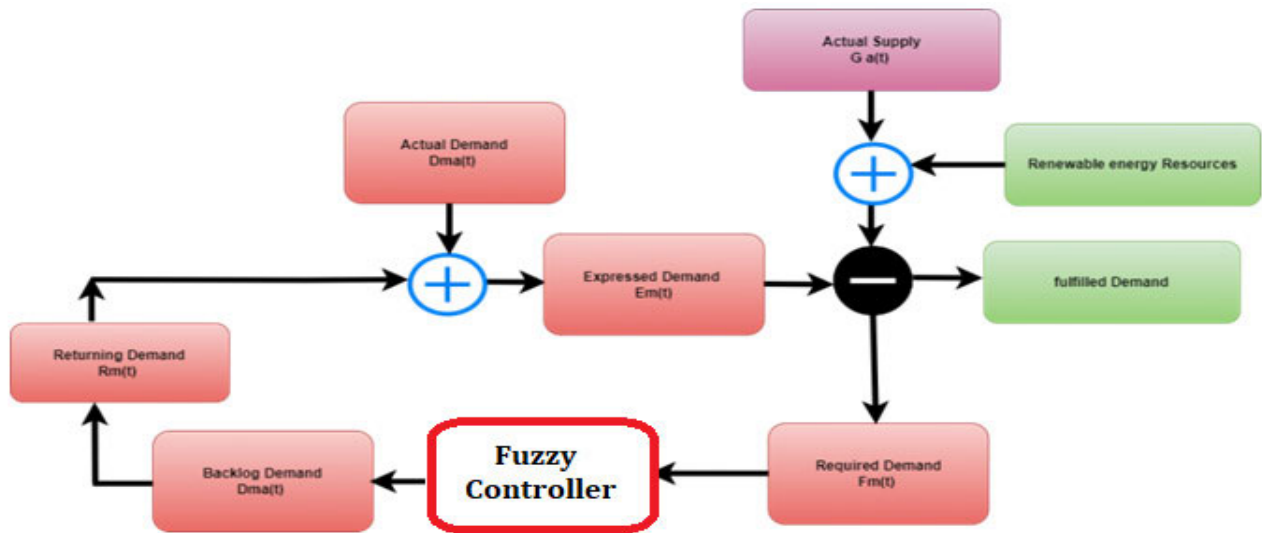 Actual Supply
G a(t)
Actual Demand
Dma(t)
Renewable energy Resources
Expressed Demand
Em(t)
fulfilled Demand
Returning Demand
Rm(t)
Backlog Demand
Dma(t)
Fuzzy
Controller
Required Demand
Fm(t)